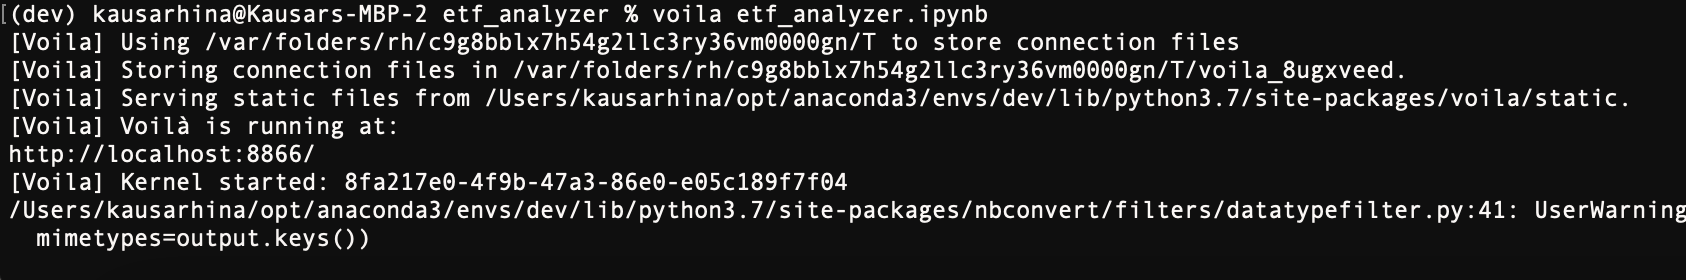 [(dev) kausarhina@Kausars-MBP-2 etf_analyzer % voila etf_analyzer.ipynb
[Voila] Using /var/folders/rh/c9g8bblx7h54g2llc3ry36vm0000gn/T to store connection files
[Voila] Storing connection files in /var/folders/rh/c9g8bblx7h54g2llc3ry36vm0000gn/T/voila_8ugxveed.
[Voila] Serving static files from /Users/kausarhina/opt/anaconda3/envs/dev/lib/python3.7/site-packages/voila/static.
[Voila] Voilà is running at:
http://localhost:8866/
[Voila] Kernel started: 8fa217e0-4f9b-47a3-86e0-e05c189f7f04
/Users/kausarhina/opt/anaconda3/envs/dev/lib/python3.7/site-packages/nbconvert/filters/datatypefilter.py:41: UserWarning
  mimetypes=output.keys())